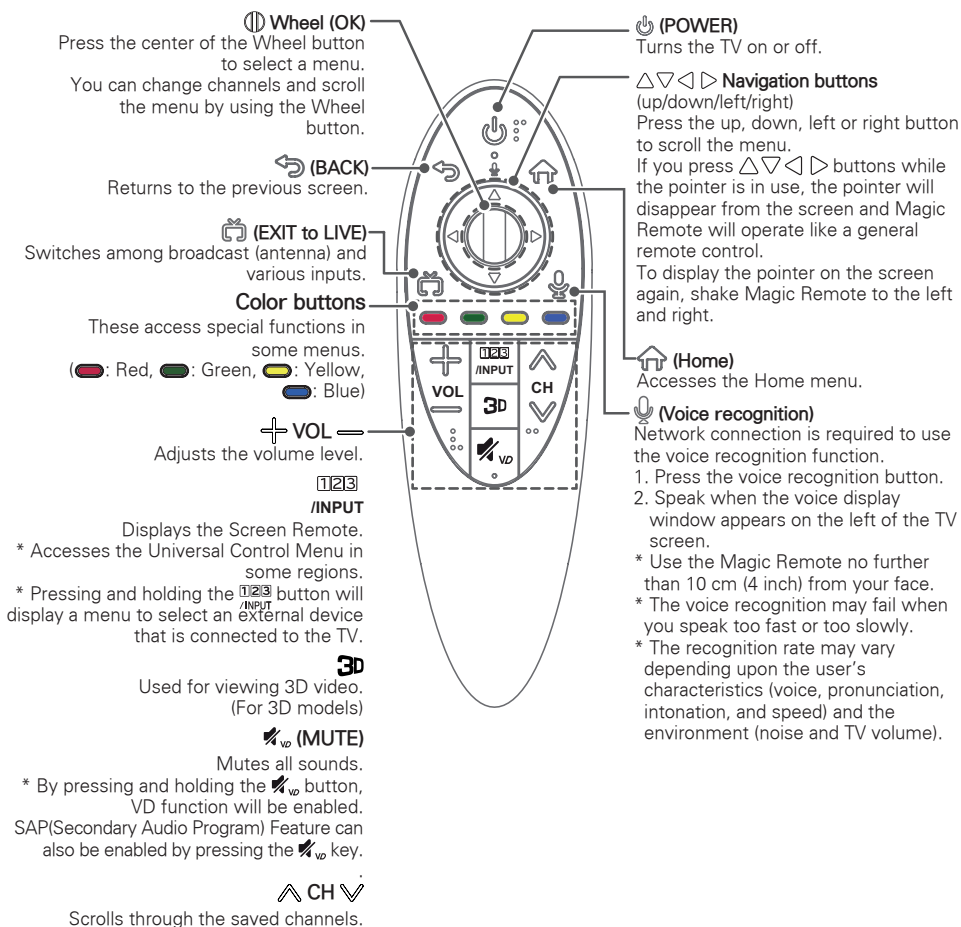 Wheel (OK)
Press the center of the Wheel button
to select a menu.
You can change channels and scroll
the menu by using the Wheel
button.
(BACK)
Returns to the previous screen.
(EXIT to LIVE)
Switches among broadcast (antenna) and
various inputs.
Color buttons
These access special functions in
some menus.
( : Red, : Green, : Yellow,
: Blue)
VOL
Adjusts the volume level.
123
/INPUT
Displays the Screen Remote.
* Accesses the Universal Control Menu in
some regions.
* Pressing and holding the 123/INPUT button will
display a menu to select an external device
that is connected to the TV.
3D
Used for viewing 3D video.
(For 3D models)
VD (MUTE)
Mutes all sounds.
* By pressing and holding the VD button,
VD function will be enabled.
SAP(Secondary Audio Program) Feature can
also be enabled by pressing the VD key.
.
CH
Scrolls through the saved channels.
VOL
123
/INPUT
3D
VD
CH
(POWER)
Turns the TV on or off.
△▽◁▷ Navigation buttons
(up/down/left/right)
Press the up, down, left or right button
to scroll the menu.
If you press △▽◁▷ buttons while
the pointer is in use, the pointer will
disappear from the screen and Magic
Remote will operate like a general
remote control.
To display the pointer on the screen
again, shake Magic Remote to the left
and right.
(Home)
Accesses the Home menu.
(Voice recognition)
Network connection is required to use
the voice recognition function.
1. Press the voice recognition button.
2. Speak when the voice display
window appears on the left of the TV
screen.
* Use the Magic Remote no further
than 10 cm (4 inch) from your face.
* The voice recognition may fail when
you speak too fast or too slowly.
* The recognition rate may vary
depending upon the user's
characteristics (voice, pronunciation,
intonation, and speed) and the
environment (noise and TV volume).